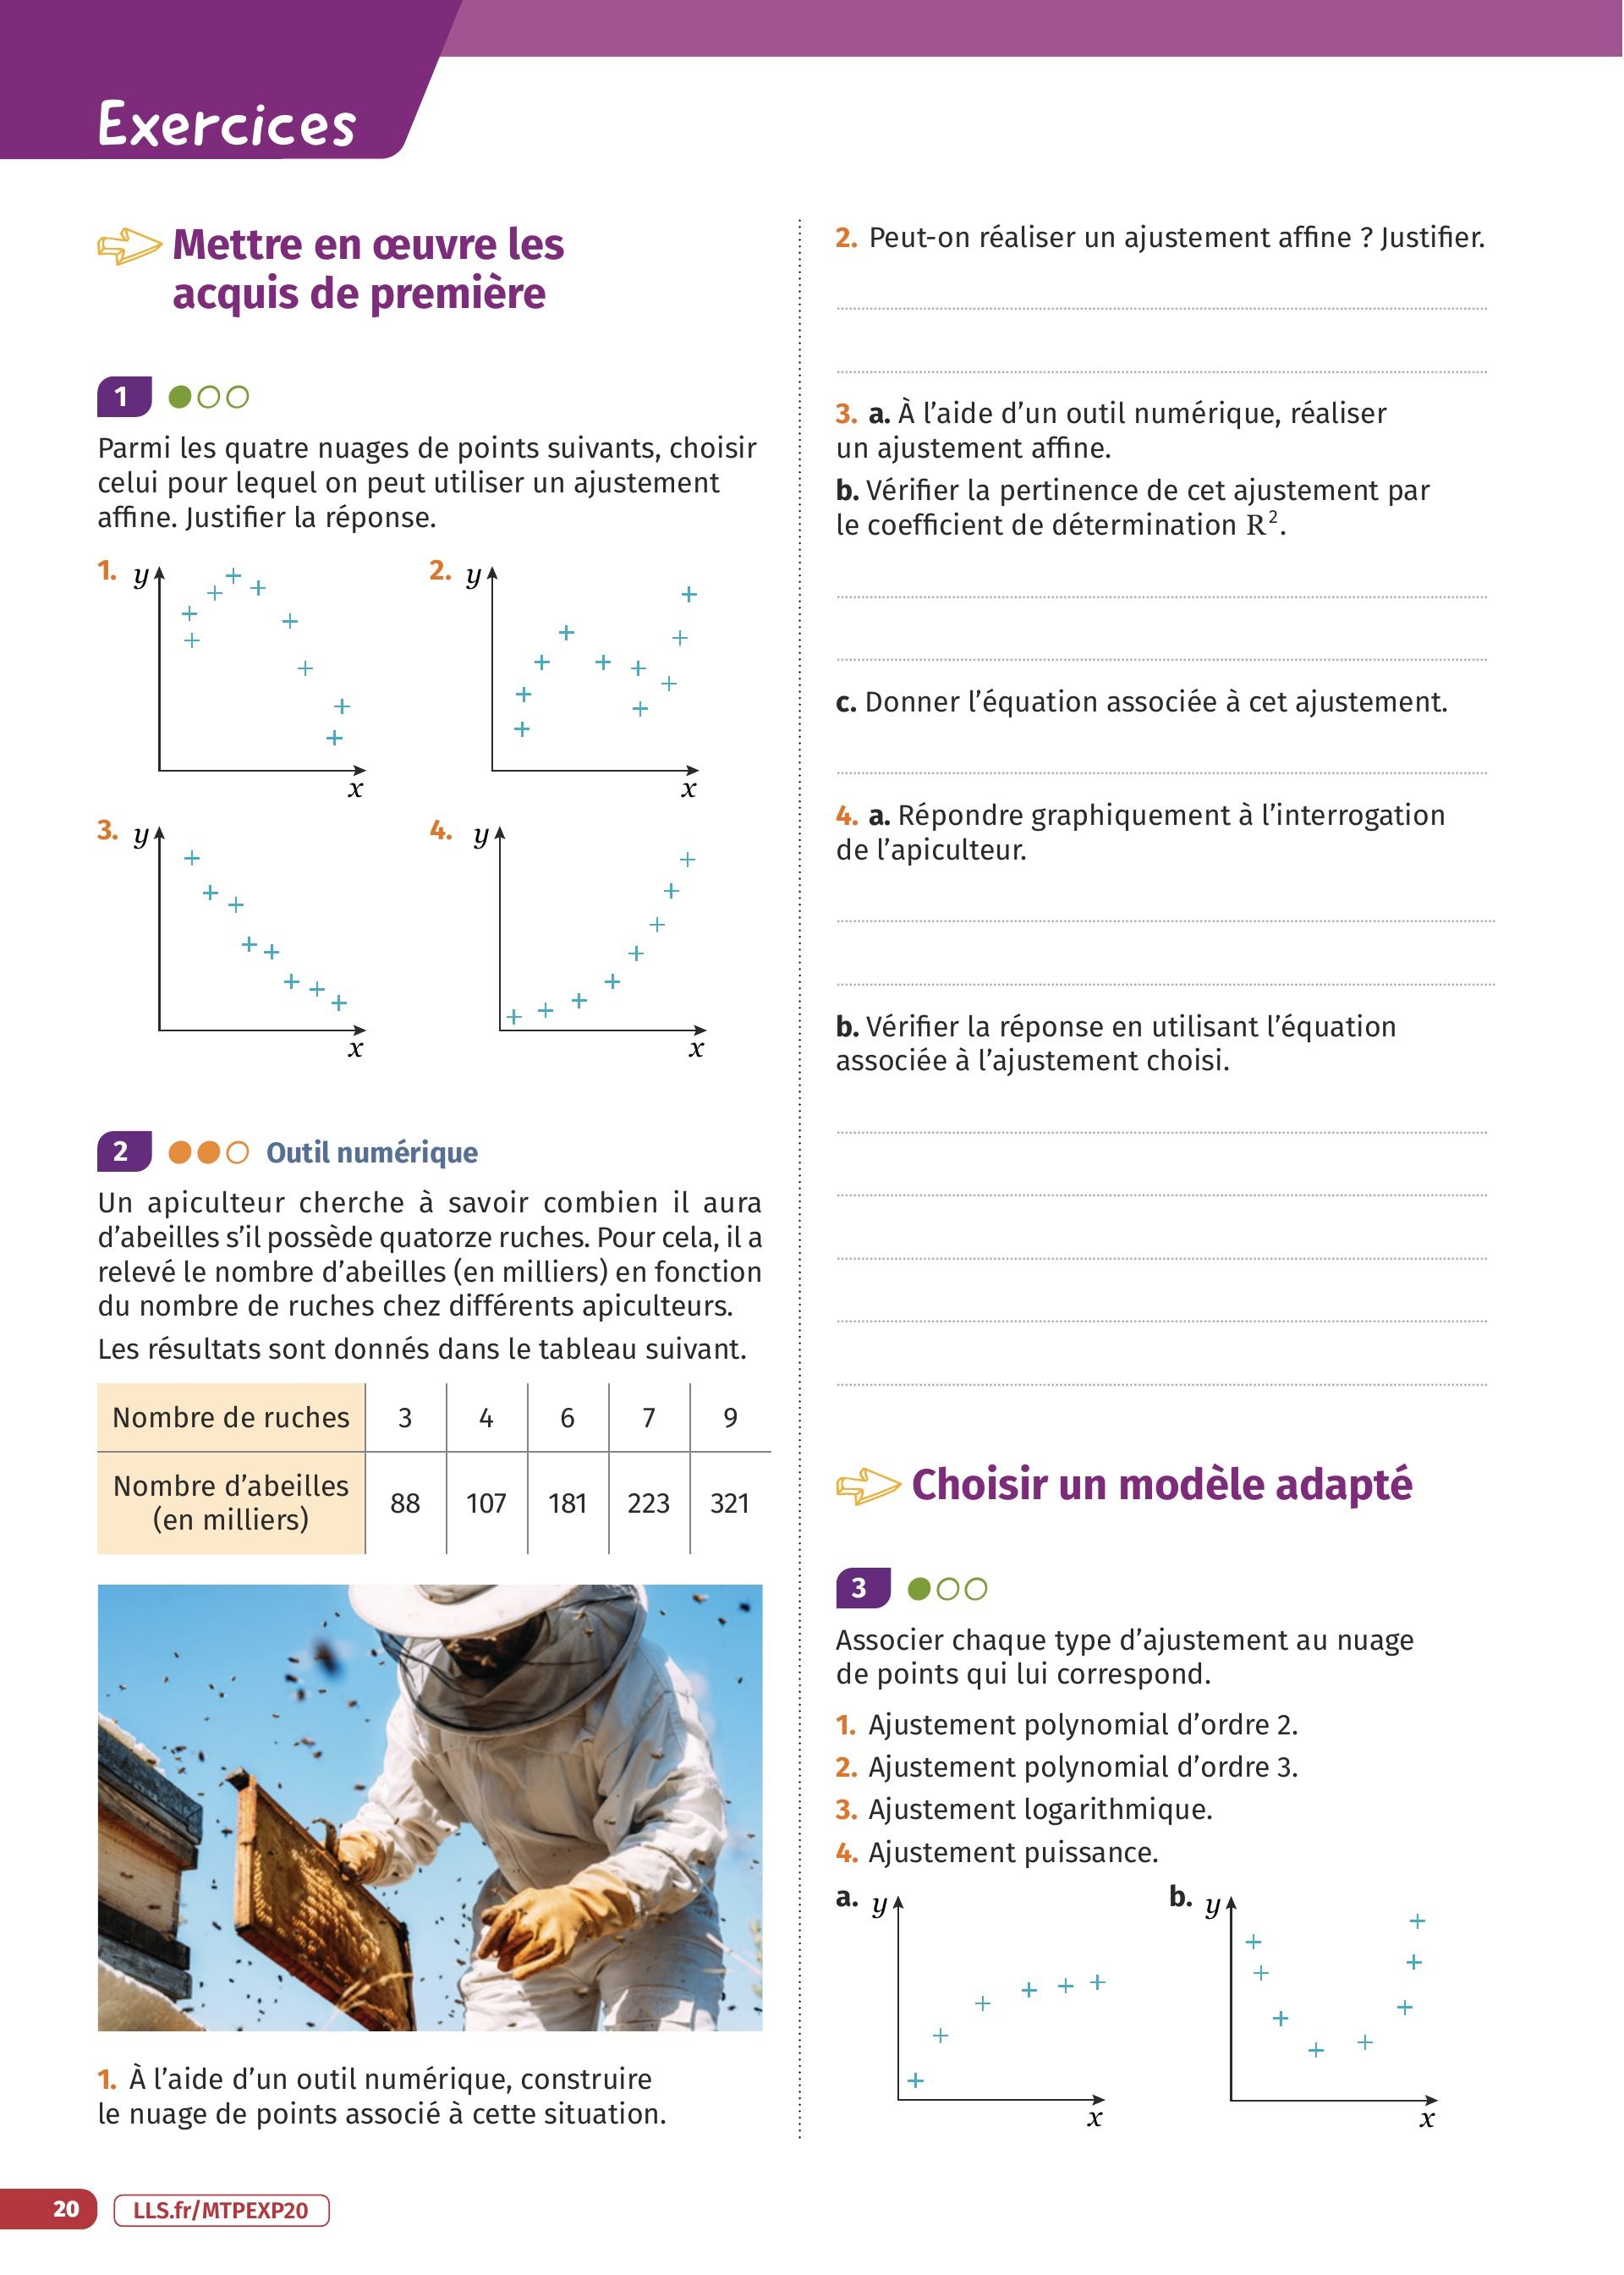 Exercices
Mettre en œuvre les
acquis de première
1
Parmi les quatre nuages de points suivants, choisir
celui pour lequel on peut utiliser un ajustement
affine. Justifier la réponse.
1. y
x
2. y
x
3. y
x
4. y
x
2 Outil numérique
Un apiculteur cherche à savoir combien il aura
d’abeilles s’il possède quatorze ruches. Pour cela, il a
relevé le nombre d’abeilles (en milliers) en fonction
du nombre de ruches chez différents apiculteurs.
Les résultats sont donnés dans le tableau suivant.
Nombre de ruches 3 4 6 7 9
Nombre d’abeilles
(en milliers) 88 107 181 223 321
1. À l’aide d’un outil numérique, construire
le nuage de points associé à cette situation.
2. Peut-on réaliser un ajustement affine ? Justifier.
3. a. À l’aide d’un outil numérique, réaliser
un ajustement affine.
b. Vérifier la pertinence de cet ajustement par
le coefficient de détermination R².
c. Donner l’équation associée à cet ajustement.
4. a. Répondre graphiquement à l’interrogation
de l’apiculteur.
b. Vérifier la réponse en utilisant l’équation
associée à l’ajustement choisi.
Choisir un modèle adapté
3
Associer chaque type d’ajustement au nuage
de points qui lui correspond.
1. Ajustement polynomial d’ordre 2.
2. Ajustement polynomial d’ordre 3.
3. Ajustement logarithmique.
4. Ajustement puissance.
a. y
x
b. y
x
20 LLS.fr/MTPEXP20